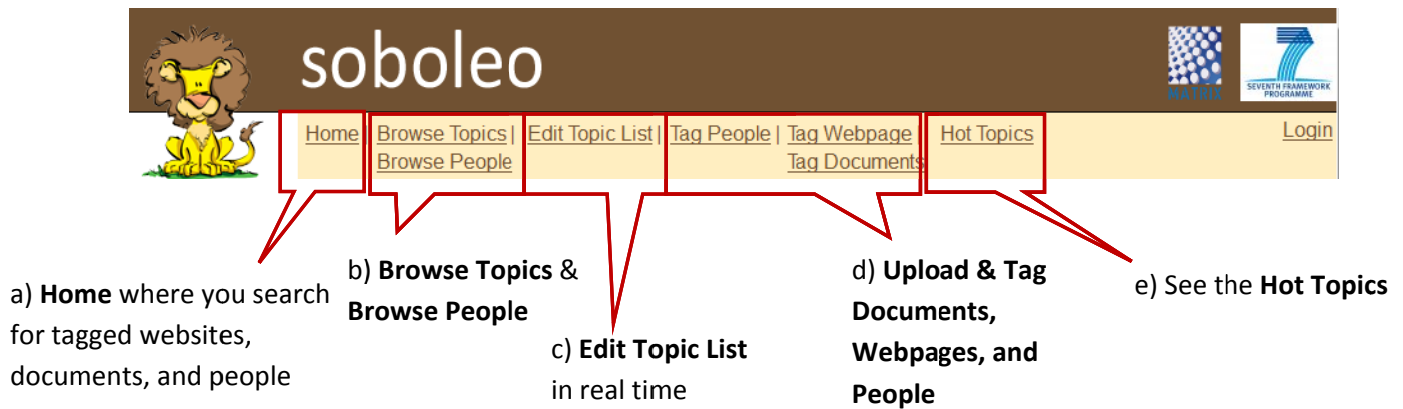 soboleo
MATRIX
SEVENTH FRAMEWORK
PROGRAMME
Home | Browse Topics | Edit Topic List | Tag People | Tag Webpage | Hot Topics Login
Browse People Tag Documents
a) Home where you search
for tagged websites,
documents, and people
b) Browse Topics &
Browse People
c) Edit Topic List
in real time
d) Upload & Tag
Documents,
Webpages, and
People
e) See the Hot Topics